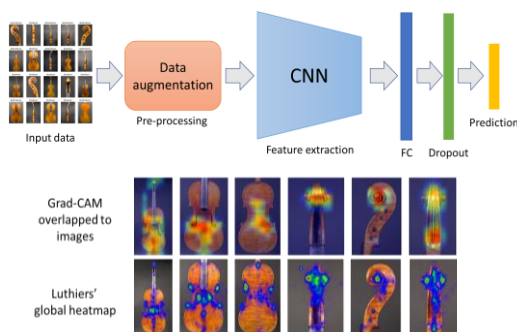 Data
augmentation
CNN
Input data
Pre-processing
Feature extraction
FC
Dropout
Prediction
Grad-CAM
overlapped to
images
Luthiers'
global heatmap